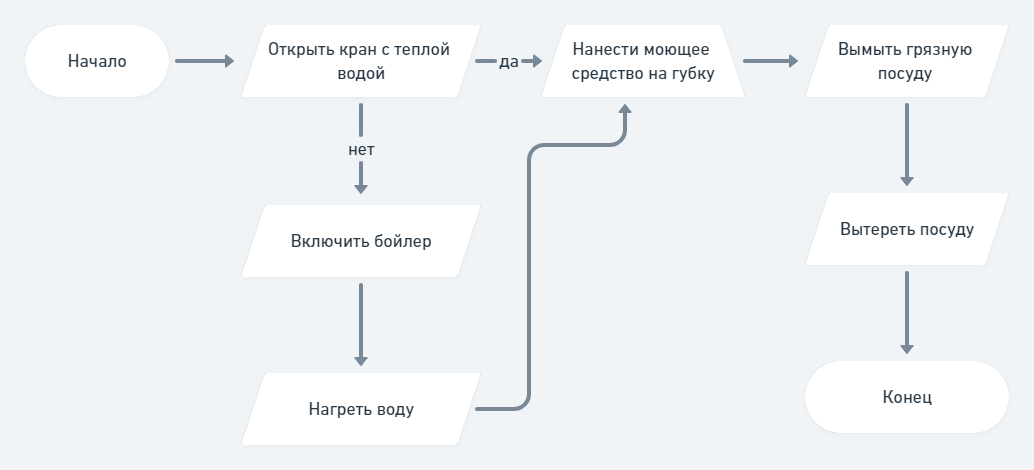 Начало
Открыть кран с теплой
водой
да
Нанести моющее
средство на губку
Вымыть грязную
посуду
нет
Включить бойлер
Вытереть посуду
Нагреть воду
Конец